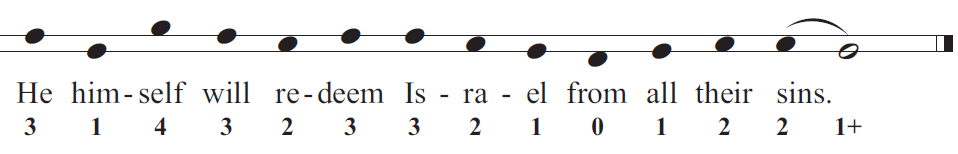 He him - self will re - deem Is - ra - el from all their sins.
3 1 4 3 2 3 3 2 1 0 1 2 2 1+